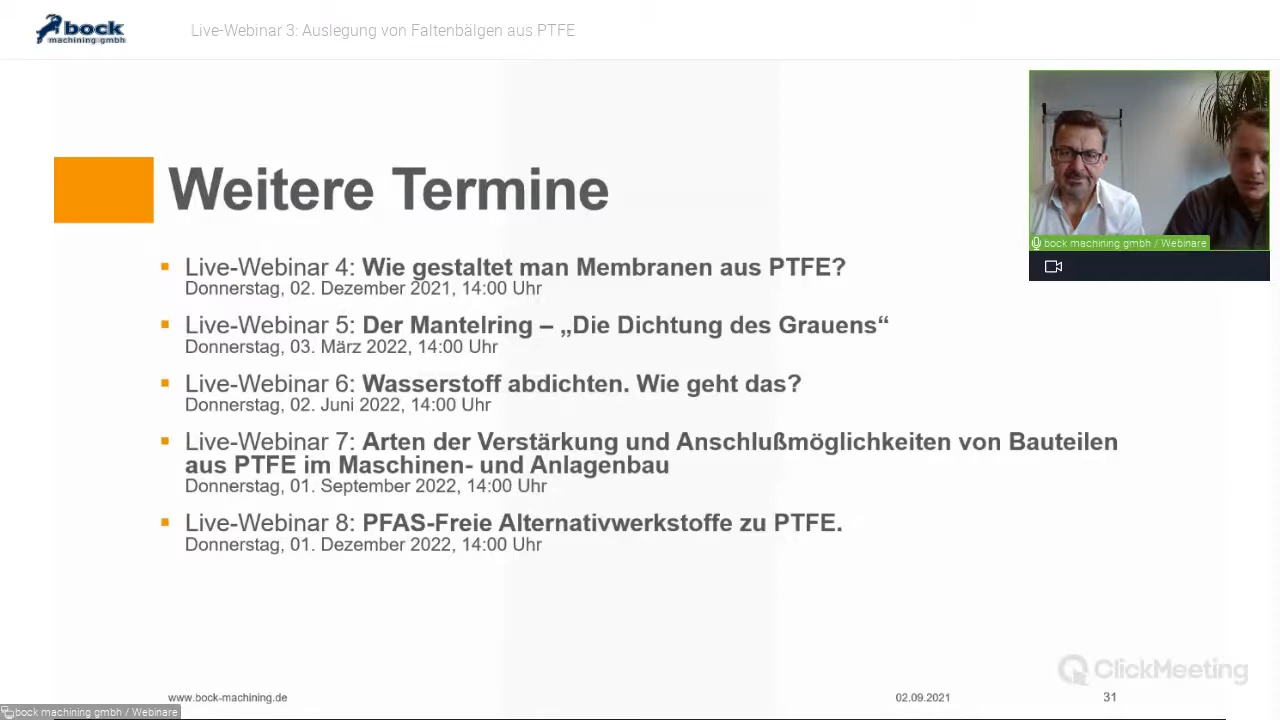 bock
machining gmbh
Live-Webinar 3: Auslegung von Faltenbälgen aus PTFE
Weitere Termine
Live-Webinar 4: Wie gestaltet man Membranen aus PTFE?
Donnerstag, 02. Dezember 2021, 14:00 Uhr
Live-Webinar 5: Der Mantelring – „Die Dichtung des Grauens“
Donnerstag, 03. März 2022, 14:00 Uhr
Live-Webinar 6: Wasserstoff abdichten. Wie geht das?
Donnerstag, 02. Juni 2022, 14:00 Uhr
Live-Webinar 7: Arten der Verstärkung und Anschlußmöglichkeiten von Bauteilen
aus PTFE im Maschinen- und Anlagenbau
Donnerstag, 01. September 2022, 14:00 Uhr
Live-Webinar 8: PFAS-Freie Alternativwerkstoffe zu PTFE.
Donnerstag, 01. Dezember 2022, 14:00 Uhr
bock machining gmbh / Webinare
ClickMeeting
www.bock-machining.de
02.09.2021
31
bock machining gmbh / Webinare